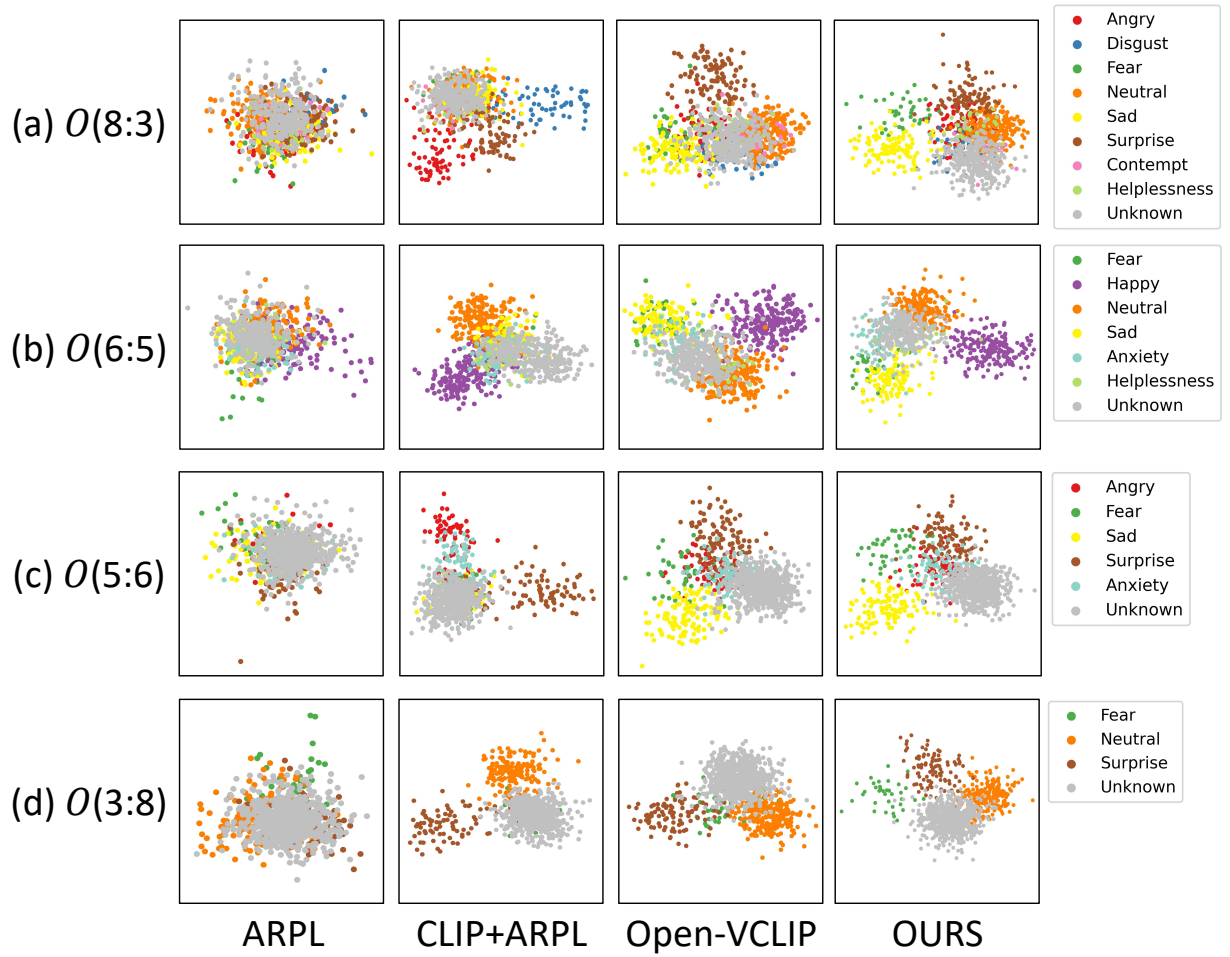 (a) O(8:3)
Angry
Disgust
Fear
Neutral
Sad
Surprise
Contempt
Helplessness
Unknown
(b) O(6:5)
Fear
Happy
Neutral
Sad
Anxiety
Helplessness
Unknown
(c) O(5:6)
Angry
Fear
Sad
Surprise
Anxiety
Unknown
(d) O(3:8)
Fear
Neutral
Surprise
Unknown
ARPL CLIP+ARPL Open-VCLIP OURS